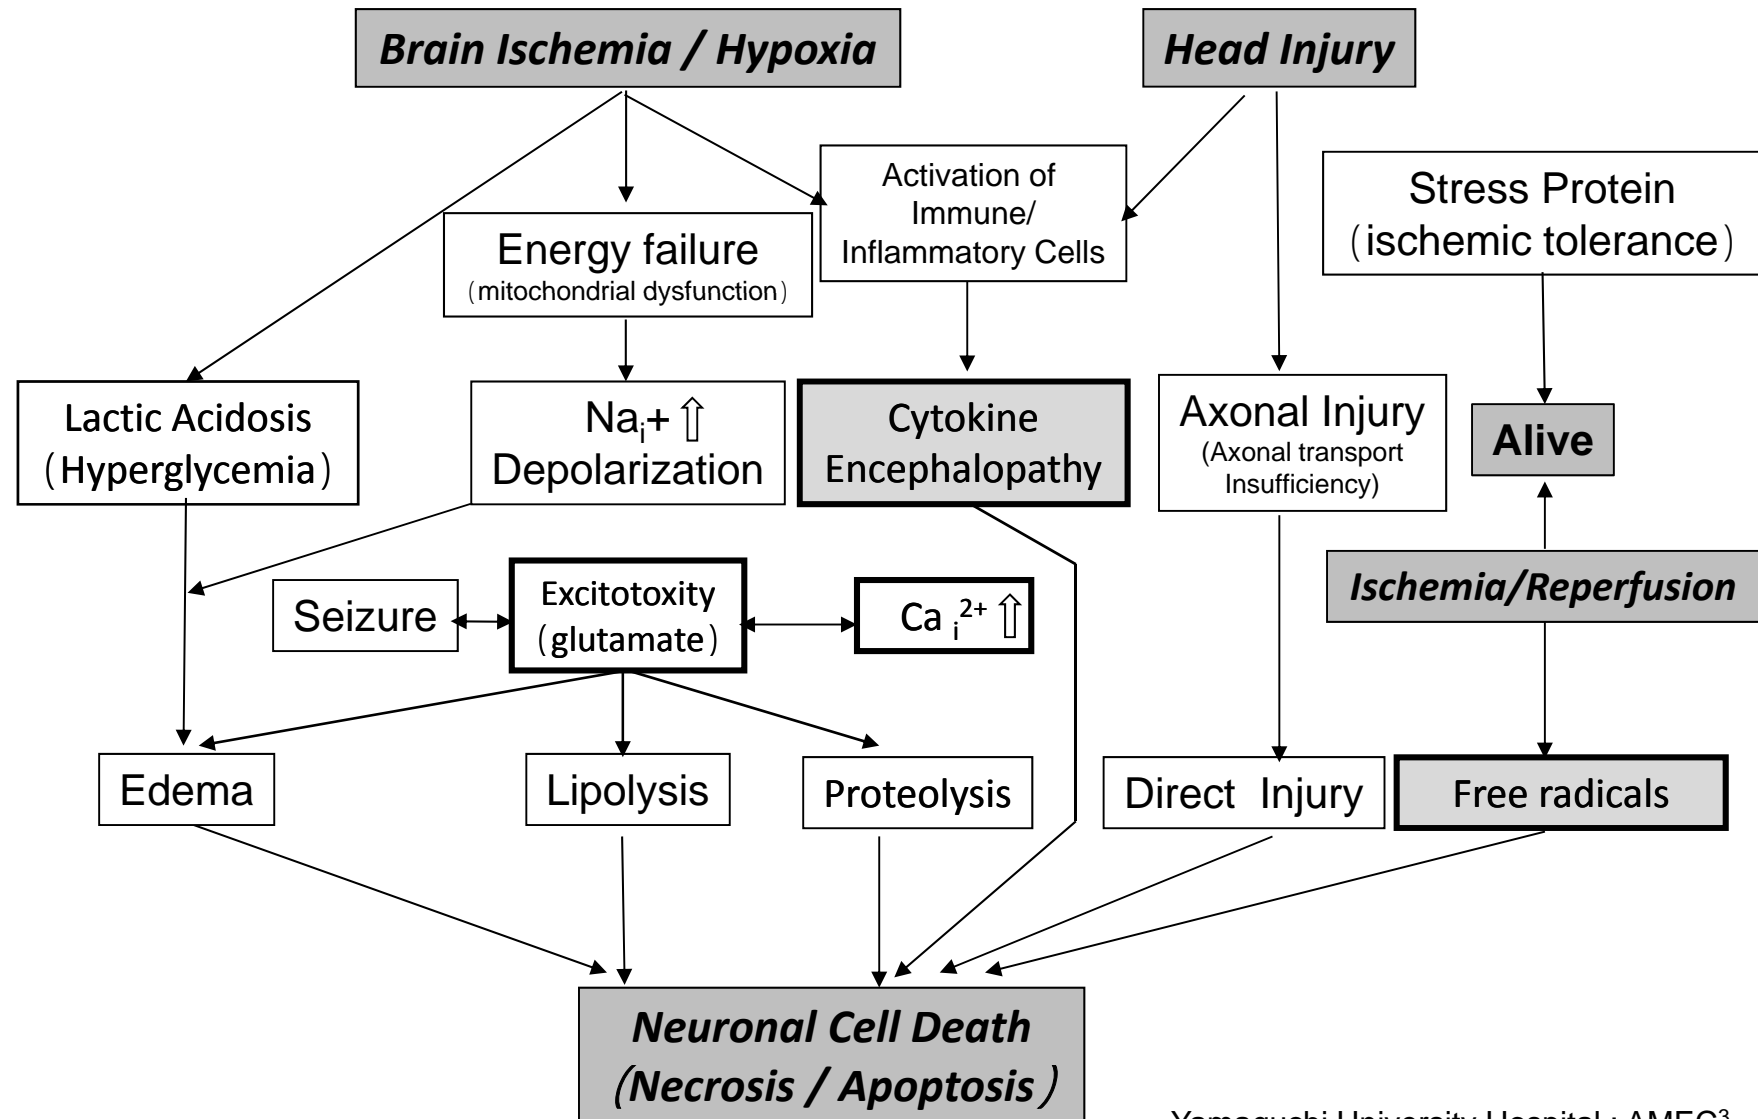 Brain Ischemia / Hypoxia
Head Injury
Activation of
Immune/
Inflammatory Cells
Stress Protein
(ischemic tolerance)
Energy failure
(mitochondrial dysfunction)
Lactic Acidosis
(Hyperglycemia)
Nai+ ⇧
Depolarization
Cytokine
Encephalopathy
Axonal Injury
(Axonal transport
Insufficiency)
Alive
Seizure
Excitotoxity
(glutamate)
Ca i2+ ⇧
Ischemia/Reperfusion
Edema
Lipolysis
Proteolysis
Direct Injury
Free radicals
Neuronal Cell Death
(Necrosis / Apoptosis)
Yamaguchi University Hospital : AMEC3